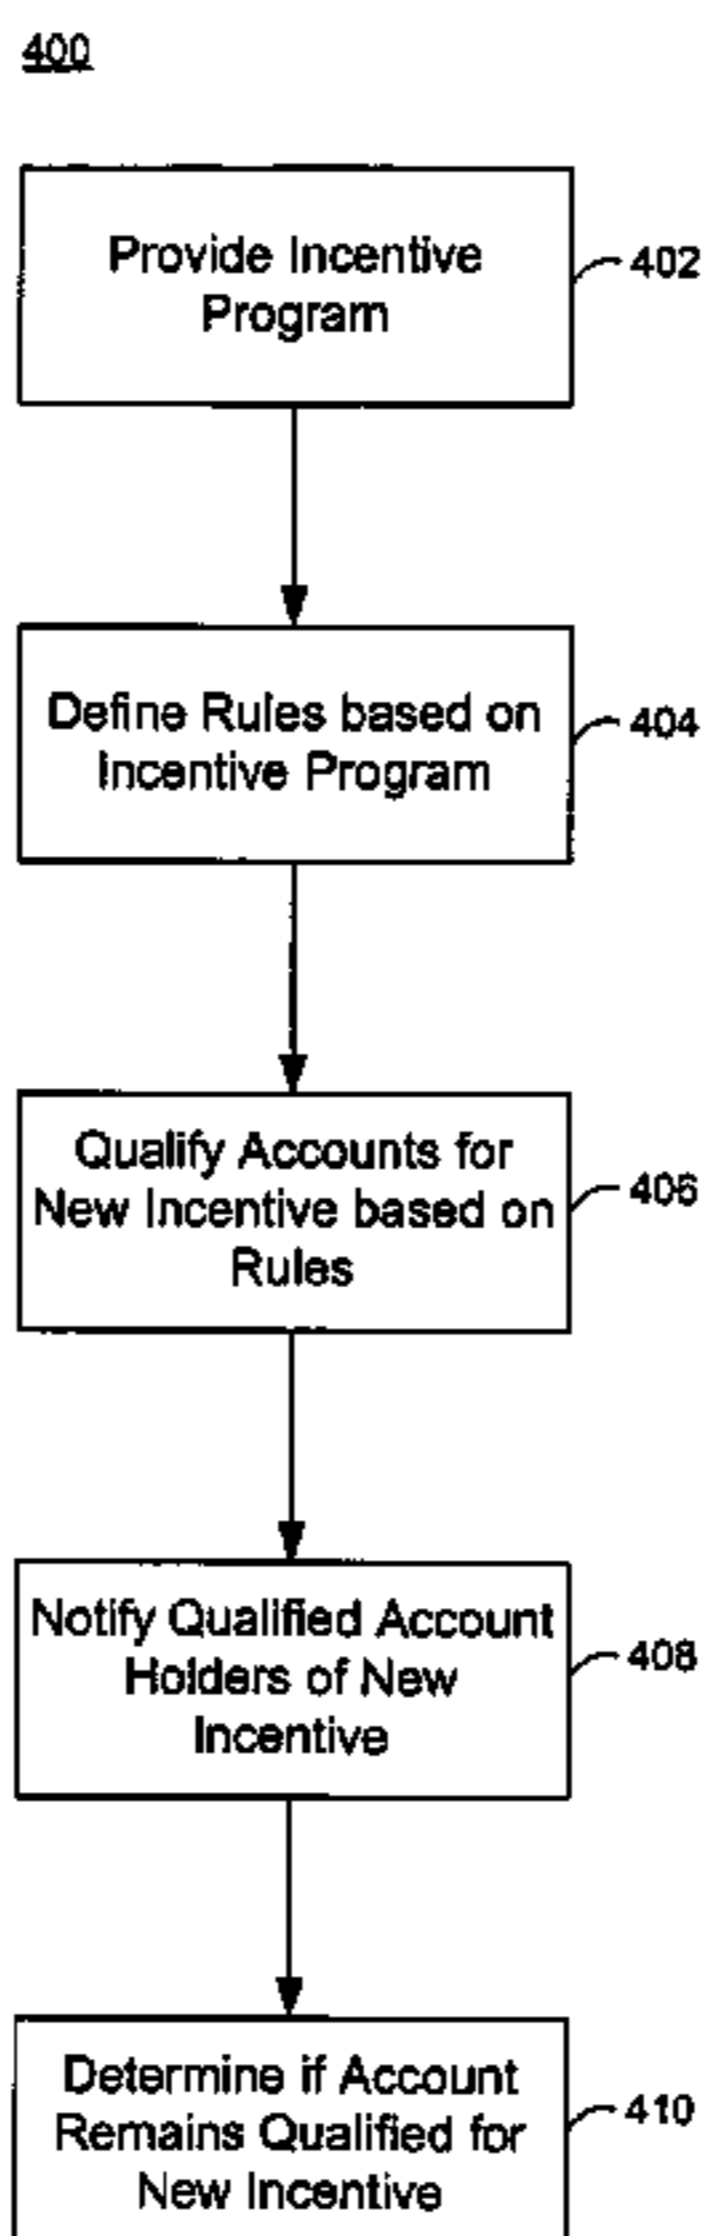 400
Provide Incentive
Program
402
Define Rules based on
Incentive Program
404
Qualify Accounts for
New Incentive based on
Rules
406
Notify Qualified Account
Holders of New
Incentive
408
Determine if Account
Remains Qualified for
New Incentive
410